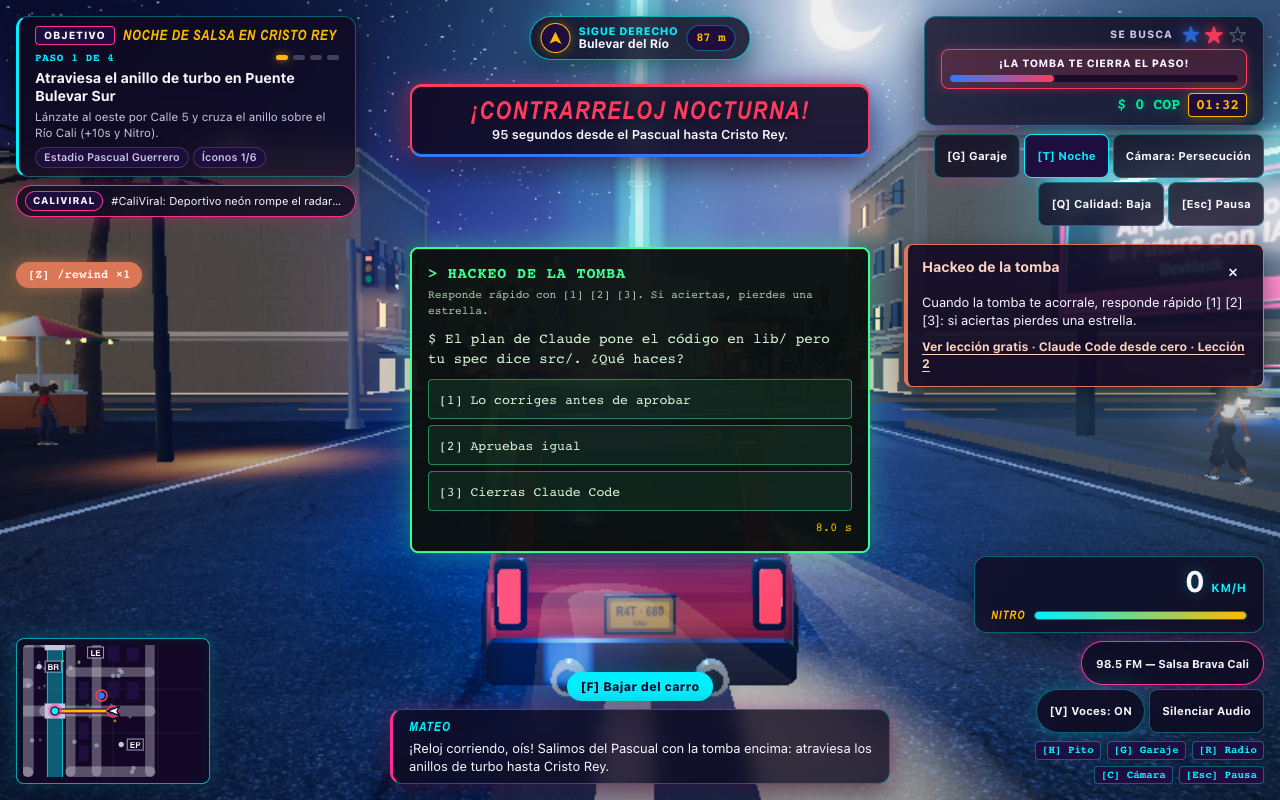 OBJETIVO NOCHE DE SALSA EN CRISTO REY
PASO 1 DE 4
Atraviesa el anillo de turbo en Puente
Bulevar Sur
Lánzate al oeste por Calle 5 y cruza el anillo sobre el
Río Cali (+10s y Nitro).
Estadio Pascual Guerrero Íconos 1/6
CALIVIRAL #CaliViral: Deportivo neón rompe el radar...
[Z] /rewind ×1
SIGUE DERECHO
Bulevar del Río
87 m
¡CONTRARRELOJ NOCTURNA!
95 segundos desde el Pascual hasta Cristo Rey.
SE BUSCA
¡LA TOMBA TE CIERRA EL PASO!
$ 0 COP 01:32
[G] Garaje [T] Noche Cámara: Persecución
[Q] Calidad: Baja [Esc] Pausa
el Futuro con IA
DevHack
Hackeo de la tomba ×
Cuando la tomba te acorrale, responde rápido [1] [2]
[3]: si aciertas pierdes una estrella.
Ver lección gratis · Claude Code desde cero · Lección
2
> HACKEO DE LA TOMBA
Responde rápido con [1] [2] [3]. Si aciertas, pierdes una
estrella.
$ El plan de Claude pone el código en lib/ pero
tu spec dice src/. ¿Qué haces?
[1] Lo corriges antes de aprobar
[2] Apruebas igual
[3] Cierras Claude Code
8.0 s
R4T · 689
CALI
[F] Bajar del carro
MATEO
¡Reloj corriendo, oís! Salimos del Pascual con la tomba encima: atraviesa los
anillos de turbo hasta Cristo Rey.
LE
BR
EP
0 KM/H
NITRO
98.5 FM — Salsa Brava Cali
[V] Voces: ON Silenciar Audio
[H] Pito [G] Garaje [R] Radio
[C] Cámara [Esc] Pausa